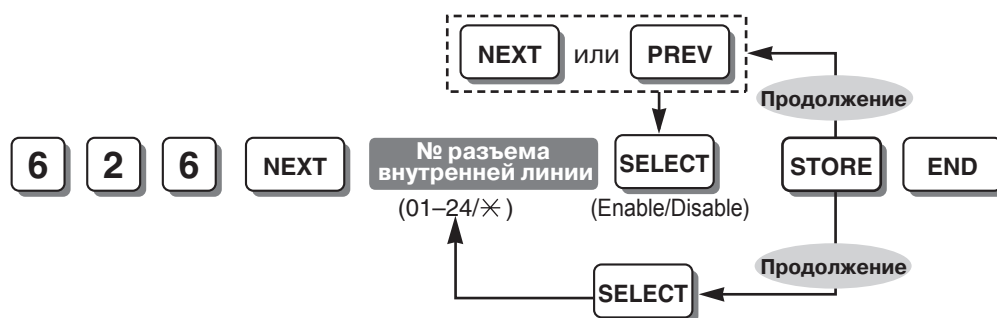 NEXT или PREV
Продолжение
6 2 6 NEXT № разъема внутренней линии SELECT STORE END
(01–24/✳) (Enable/Disable)
Продолжение
SELECT